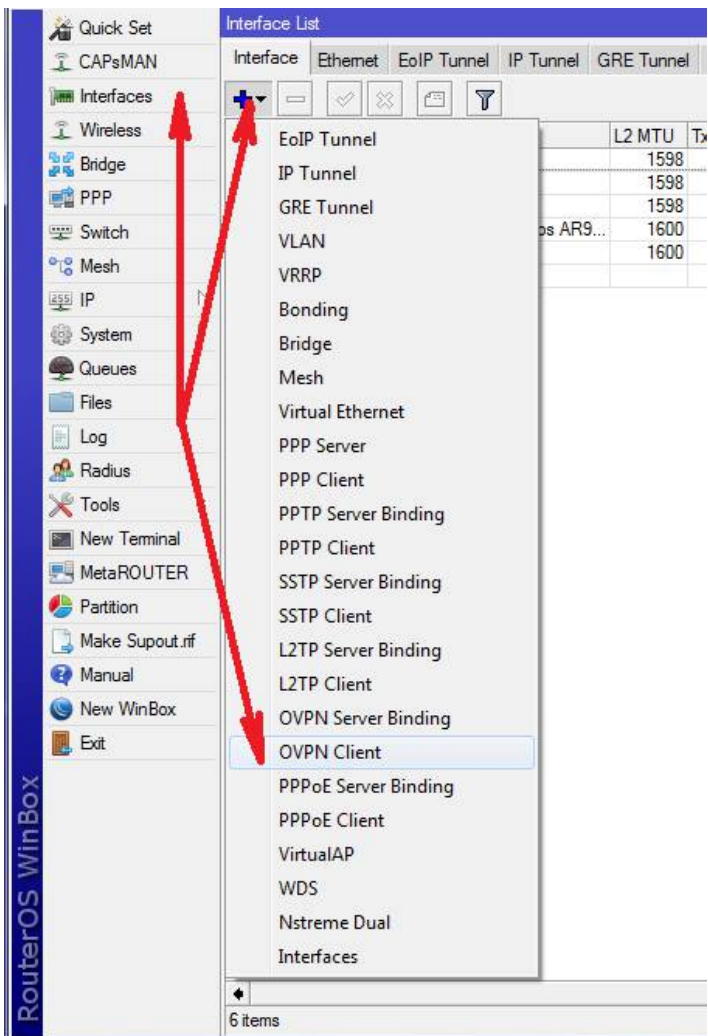 Quick Set
CAPsMAN
Interfaces
Wireless
Bridge
PPP
Switch
Mesh
IP
System
Queues
Files
Log
Radius
Tools
New Terminal
MetaROUTER
Partition
Make Supout.rif
Manual
New WinBox
Exit
RouterOS WinBox
Interface List
Interface Ethernet EoIP Tunnel IP Tunnel GRE Tunnel
L2 MTU Tx
1598
1598
1598
os AR9... 1600
1600
EoIP Tunnel
IP Tunnel
GRE Tunnel
VLAN
VRRP
Bonding
Bridge
Mesh
Virtual Ethernet
PPP Server
PPP Client
PPTP Server Binding
PPTP Client
SSTP Server Binding
SSTP Client
L2TP Server Binding
L2TP Client
OVPN Server Binding
OVPN Client
PPPoE Server Binding
PPPoE Client
VirtualAP
WDS
Nstreme Dual
Interfaces
6 items